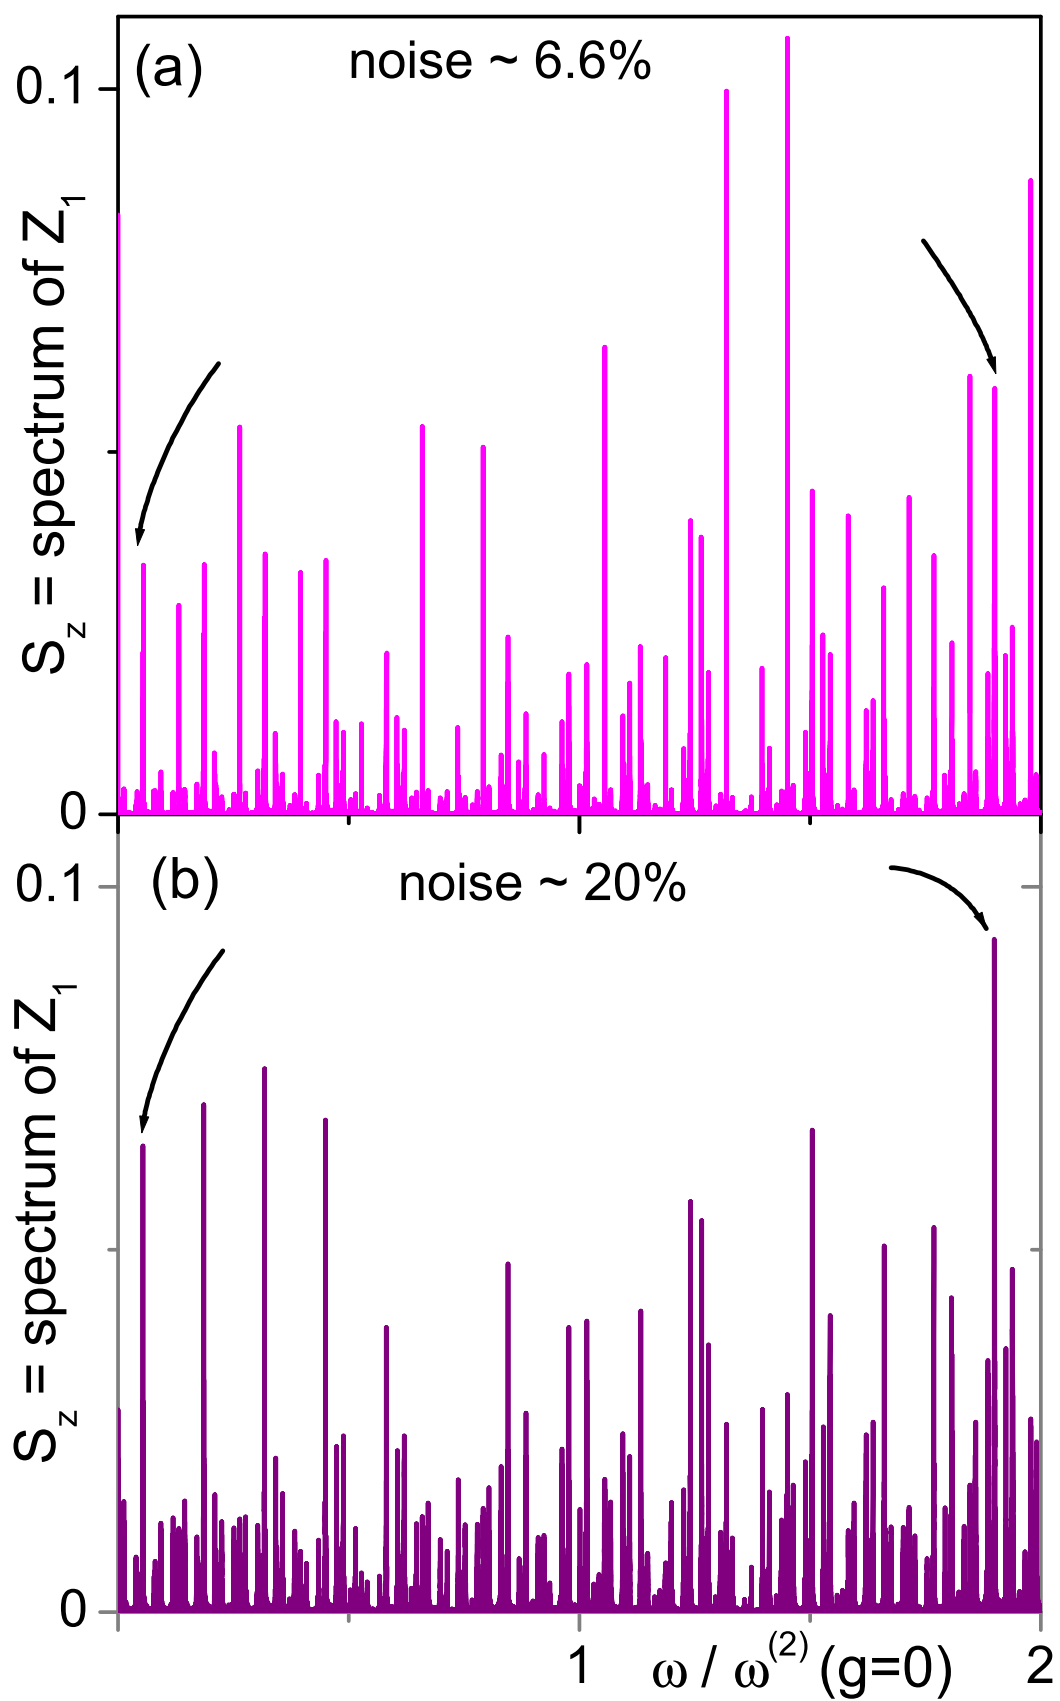 (a)
noise ~ 6.6%
0.1
S_z = spectrum of Z_1
0
(b)
noise ~ 20%
0.1
S_z = spectrum of Z_1
0
1
ω / ω^(2) (g=0)
2